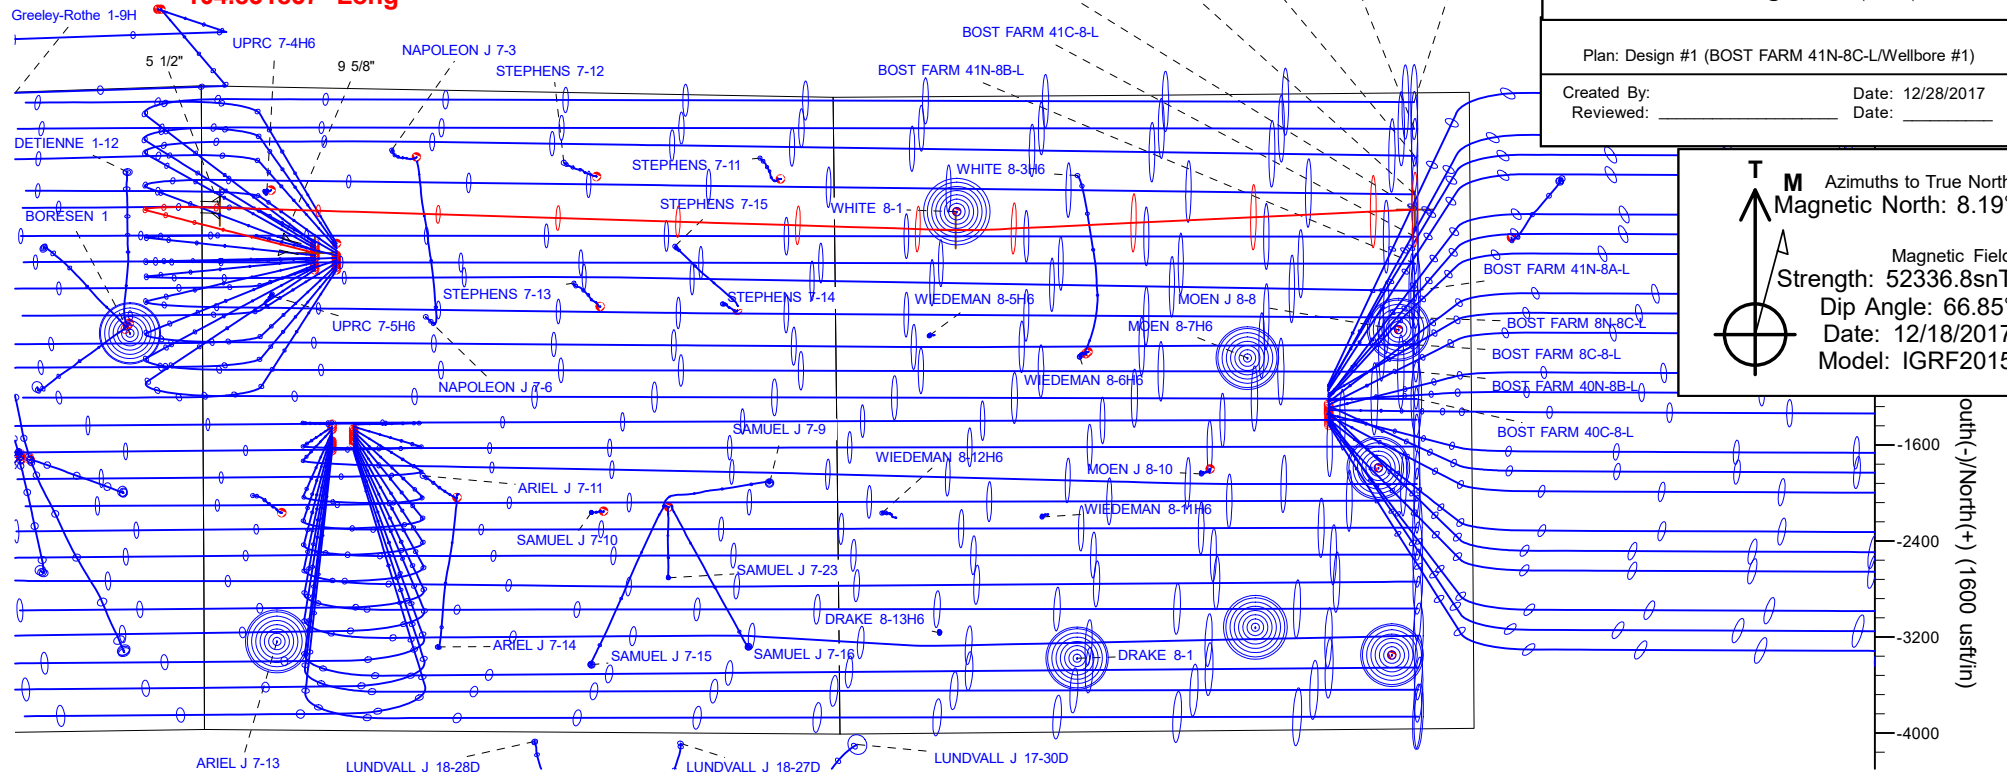 Greeley-Rothe 1-9H
UPRC 7-4H6
5 1/2"
9 5/8"
NAPOLEON J 7-3
STEPHENS 7-12
BOST FARM 41C-8-L
BOST FARM 41N-8B-L
Plan: Design #1 (BOST FARM 41N-8C-L/Wellbore #1)
Created By: Date: 12/28/2017
Reviewed: Date:
DETIENNE 1-12
STEPHENS 7-11
WHITE 8-3H6
T
M
Azimuths to True North
Magnetic North: 8.19°
BORESEN 1
STEPHENS 7-15
WHITE 8-1
Magnetic Field
Strength: 52336.8snT
Dip Angle: 66.85°
Date: 12/18/2017
Model: IGRF2015
BOST FARM 41N-8A-L
STEPHENS 7-13
STEPHENS 7-14
WIEDEMAN 8-5H6
MOEN J 8-8
UPRC 7-5H6
MOEN 8-7H6
BOST FARM 8N-8C-L
BOST FARM 8C-8-L
NAPOLEON J 7-6
WIEDEMAN 8-6H6
BOST FARM 40N-8B-L
SAMUEL J 7-9
BOST FARM 40C-8-L
-1600
WIEDEMAN 8-12H6
MOEN J 8-10
ARIEL J 7-11
WIEDEMAN 8-11H6
SAMUEL J 7-10
-2400
SAMUEL J 7-23
DRAKE 8-13H6
-3200
ARIEL J 7-14
SAMUEL J 7-15
SAMUEL J 7-16
DRAKE 8-1
-4000
ARIEL J 7-13
LUNDVALL J 18-28D
LUNDVALL J 18-27D
LUNDVALL J 17-30D
outh(-)/North(+) (1600 usft/in)